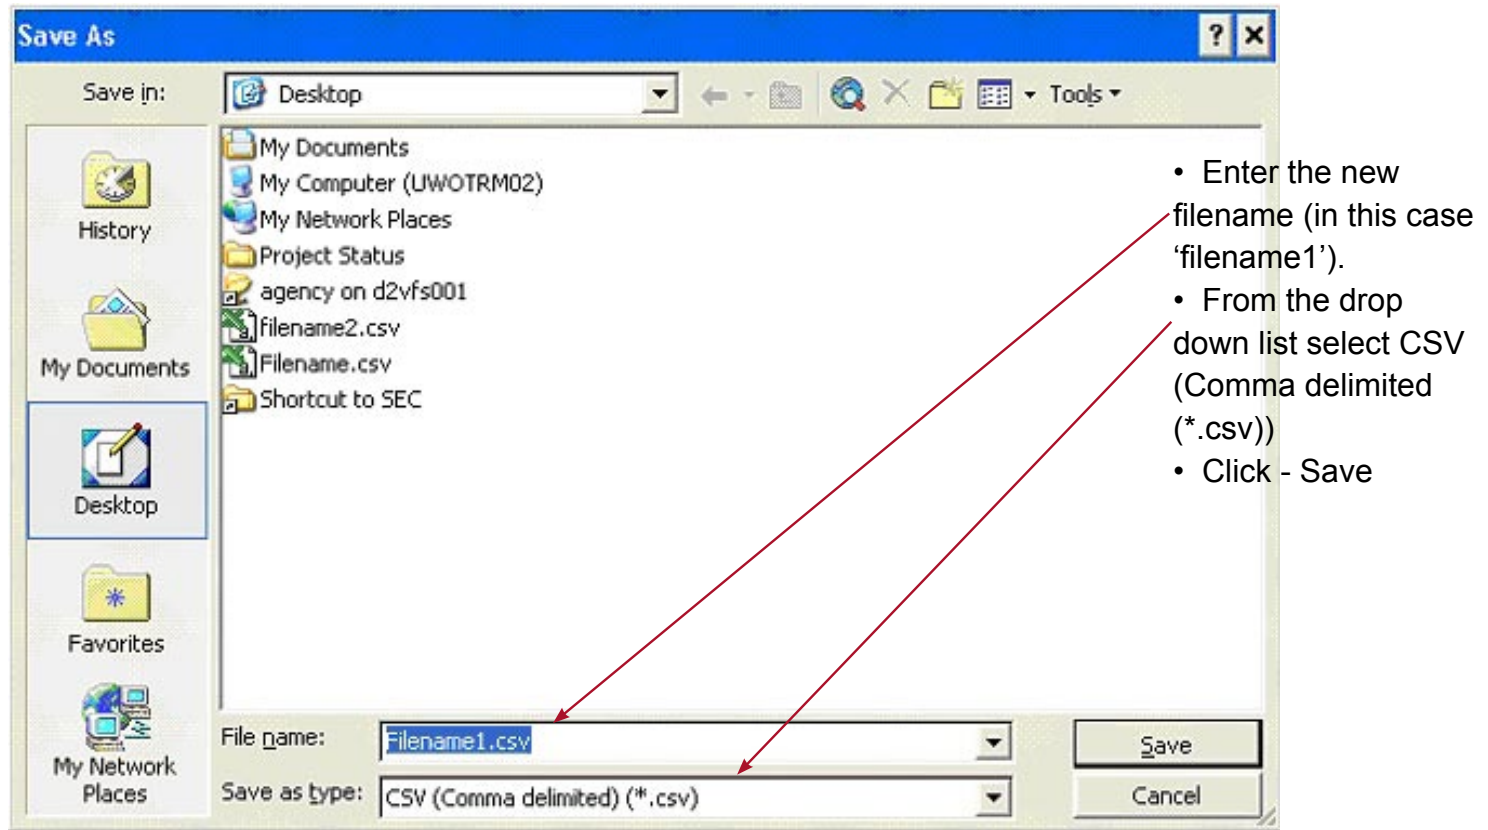 Save As
Save in:
Desktop
Tools
History
My Documents
Desktop
Favorites
My Network
Places
My Documents
My Computer (UWOTRM02)
My Network Places
Project Status
agency on d2vfs001
filename2.csv
Filename.csv
Shortcut to SEC
File name:
Filename1.csv
Save
Save as type:
CSV (Comma delimited) (*.csv)
Cancel
• Enter the new
filename (in this case
‘filename1’).
• From the drop
down list select CSV
(Comma delimited
(*.csv))
• Click - Save